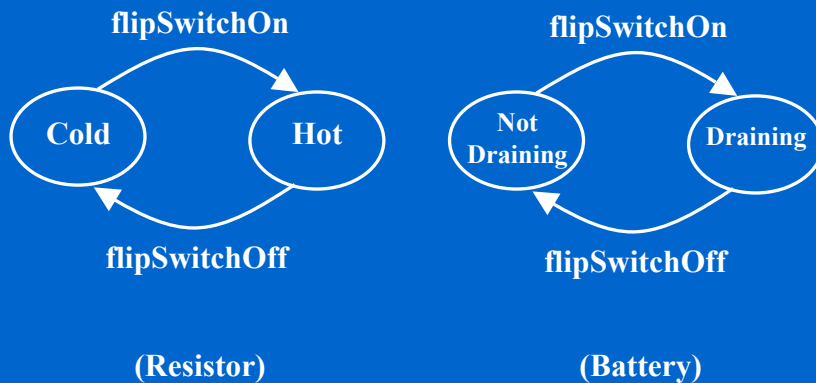 flipSwitchOn
Cold
Hot
flipSwitchOff
(Resistor)
flipSwitchOn
Not
Draining
Draining
flipSwitchOff
(Battery)